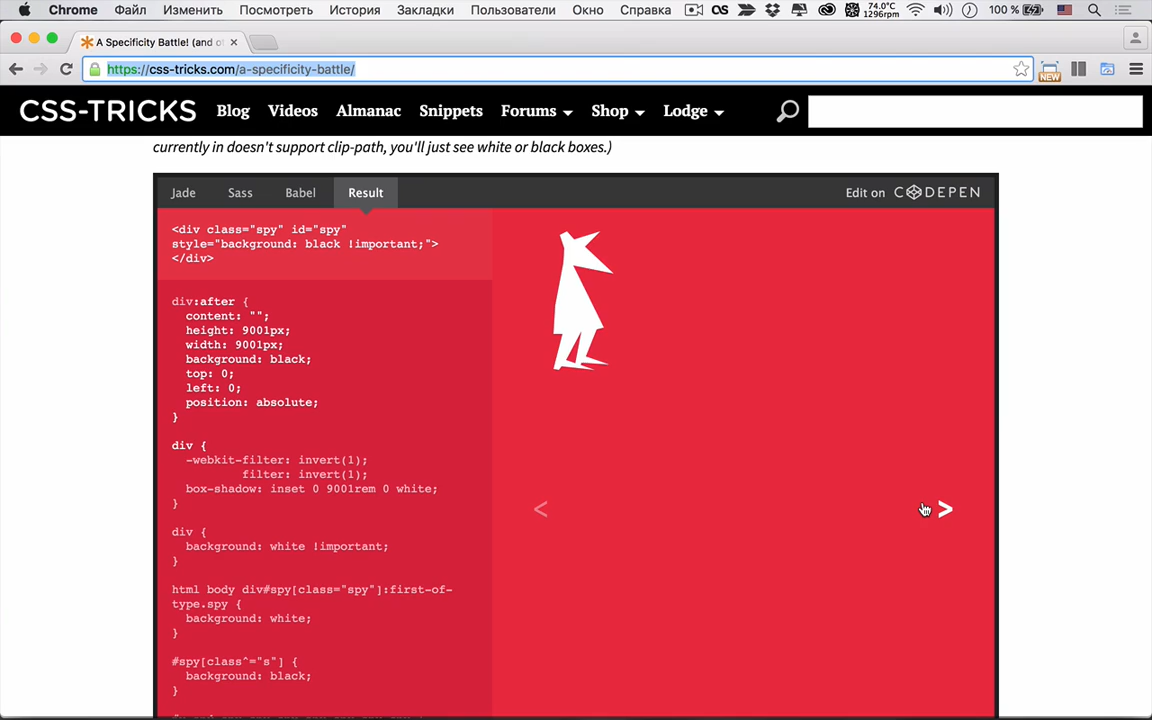 Chrome Файл Изменить Посмотреть История Закладки Пользователи Окно Справка 74.0°C 1296rpm 100 %
A Specificity Battle! (and o
https://css-tricks.com/a-specificity-battle/
NEW
CSS-TRICKS Blog Videos Almanac Snippets Forums Shop Lodge
currently in doesn't support clip-path, you'll just see white or black boxes.)
Jade Sass Babel Result Edit on CODEPEN
<div class="spy" id="spy"
style="background: black !important;">
</div>
div:after {
content: "";
height: 9001px;
width: 9001px;
background: black;
top: 0;
left: 0;
position: absolute;
}
div {
-webkit-filter: invert(1);
filter: invert(1);
box-shadow: inset 0 9001rem 0 white;
}
< >
div {
background: white !important;
}
html body div#spy[class="spy"]:first-of-
type.spy {
background: white;
}
#spy[class^="s"] {
background: black;
}